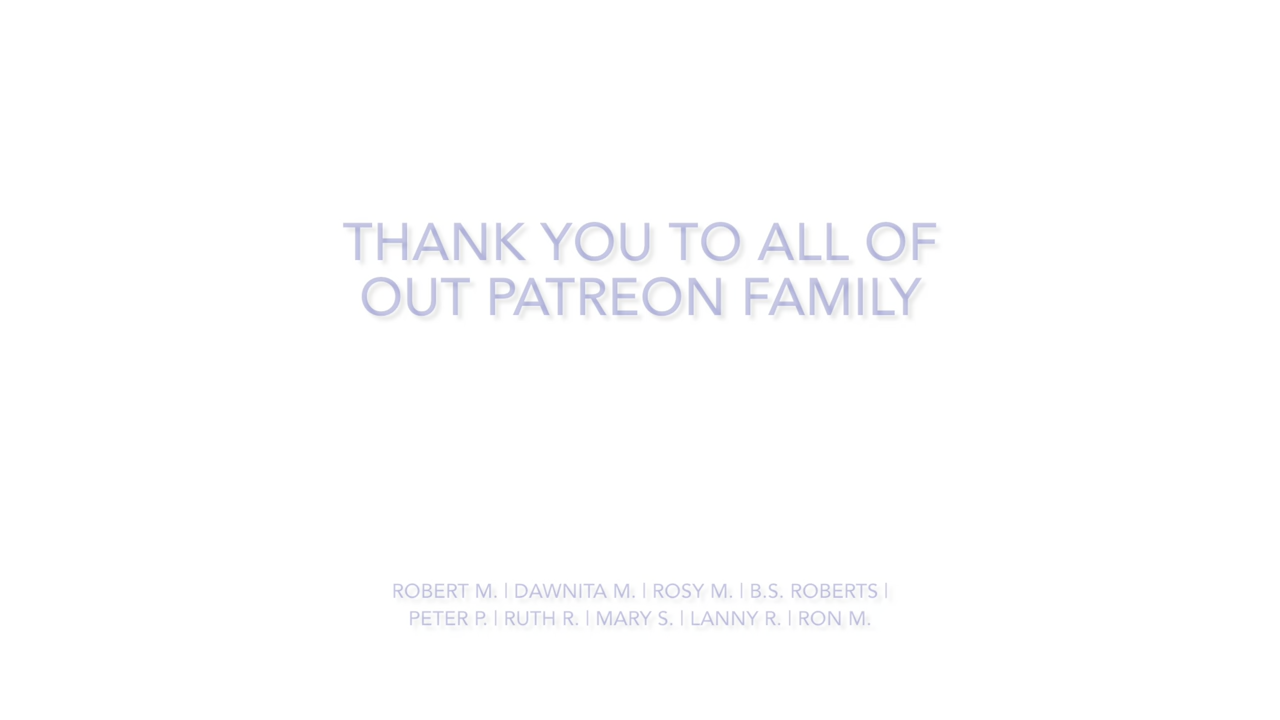 THANK YOU TO ALL OF
OUT PATREON FAMILY
ROBERT M. | DAWNITA M. | ROSY M. | B.S. ROBERTS |
PETER P. | RUTH R. | MARY S. | LANNY R. | RON M.